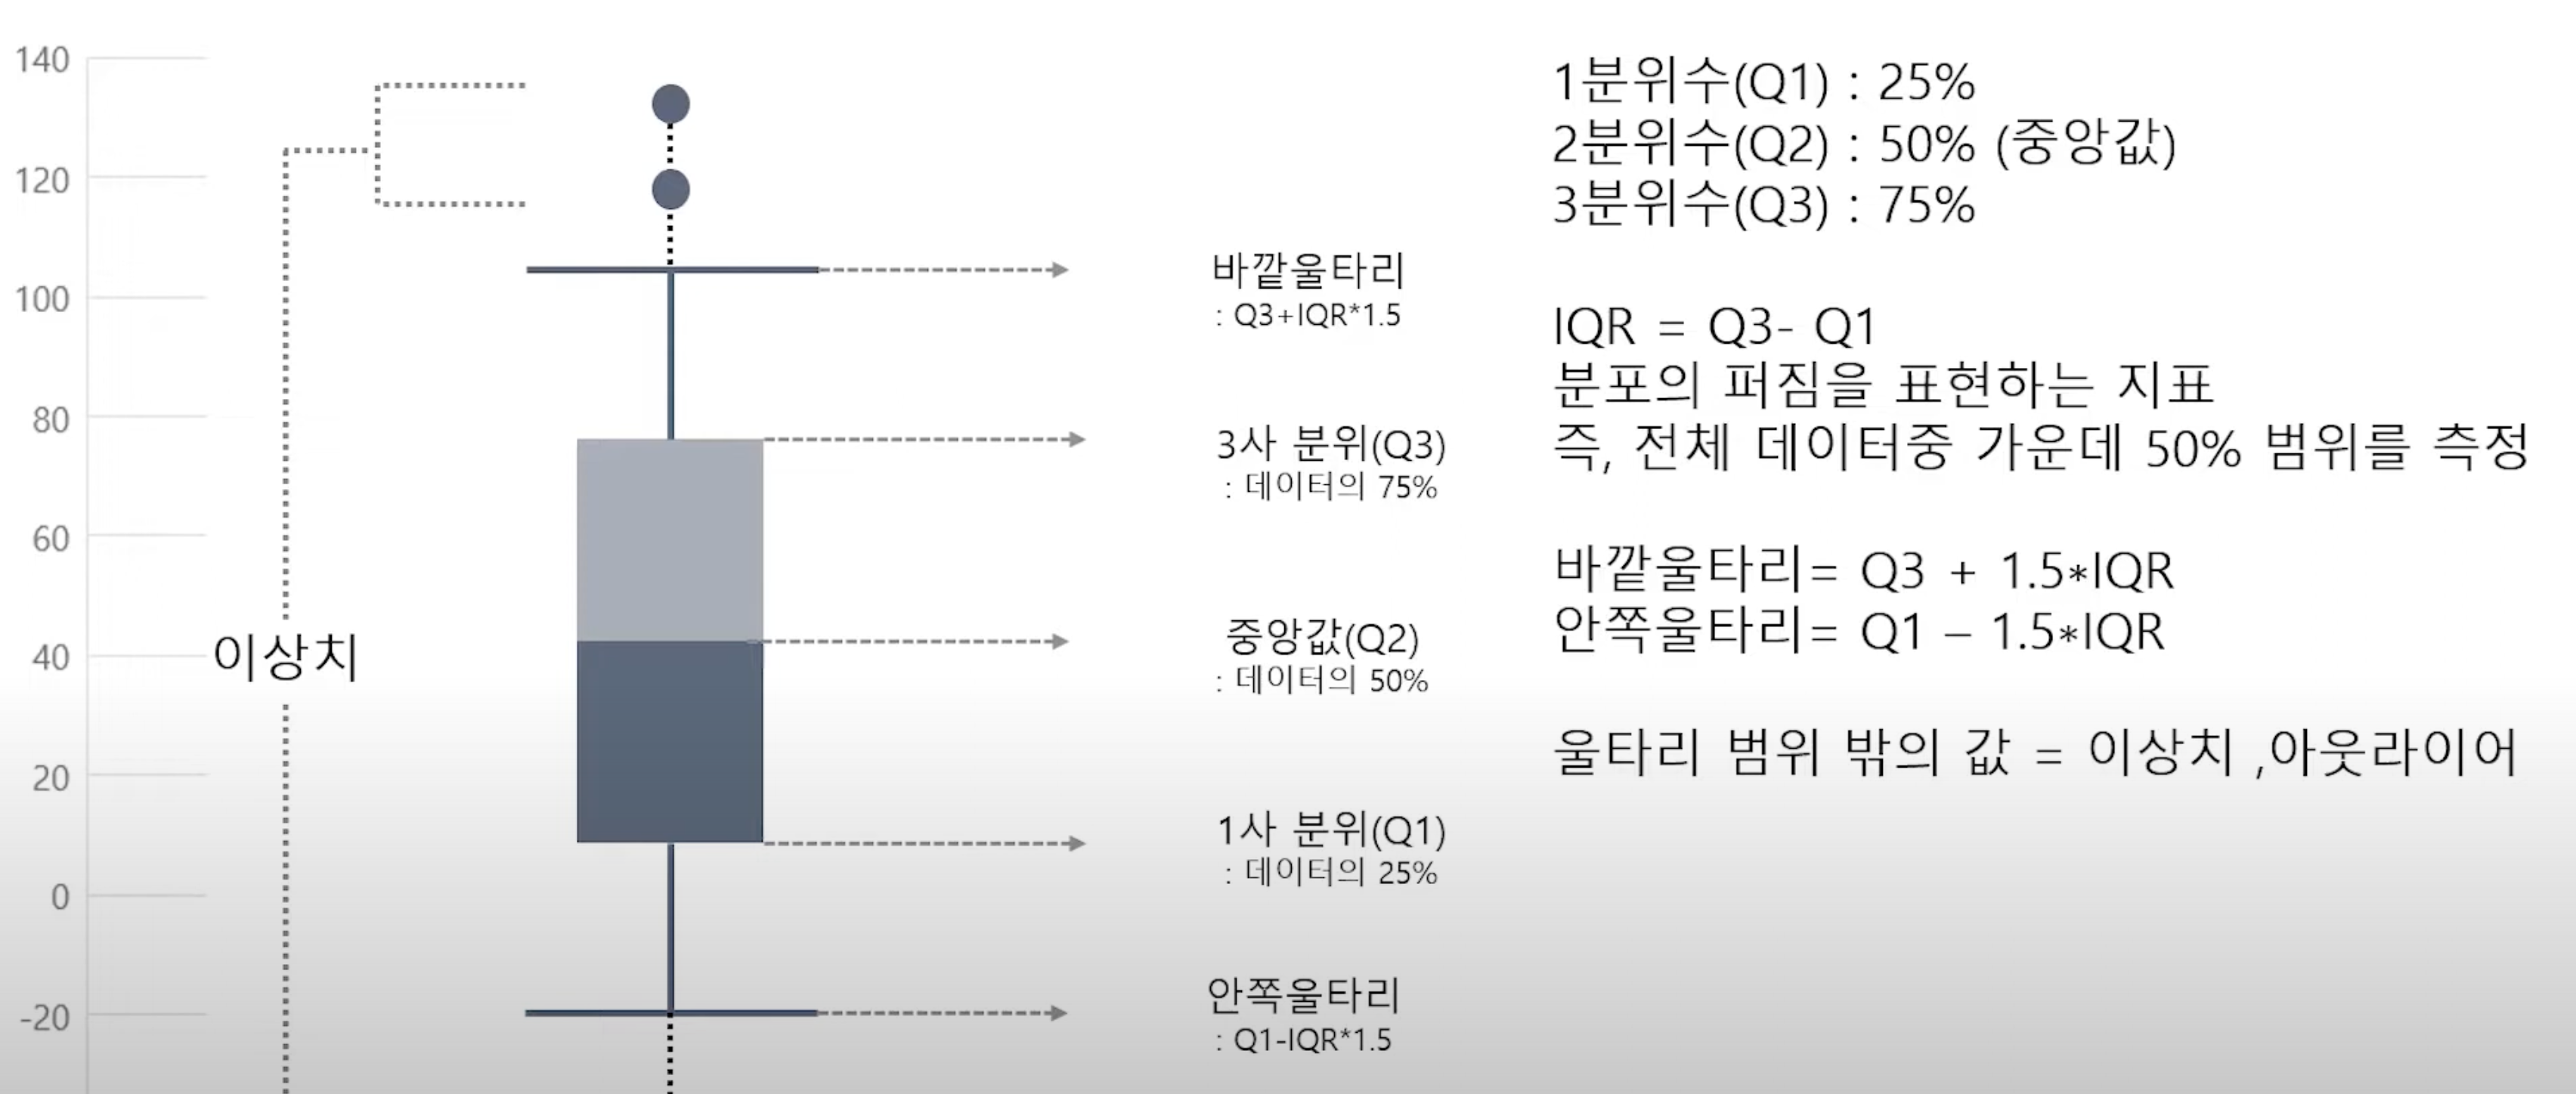 140
120
100
80
60
40
20
0
-20
이상치
바깥울타리
: Q3+IQR*1.5
3사 분위(Q3)
: 데이터의 75%
중앙값(Q2)
: 데이터의 50%
1사 분위(Q1)
: 데이터의 25%
안쪽울타리
: Q1-IQR*1.5
1분위수(Q1) : 25%
2분위수(Q2) : 50% (중앙값)
3분위수(Q3) : 75%
IQR = Q3- Q1
분포의 퍼짐을 표현하는 지표
즉, 전체 데이터중 가운데 50% 범위를 측정
바깥울타리= Q3 + 1.5*IQR
안쪽울타리= Q1 – 1.5*IQR
울타리 범위 밖의 값 = 이상치 ,아웃라이어